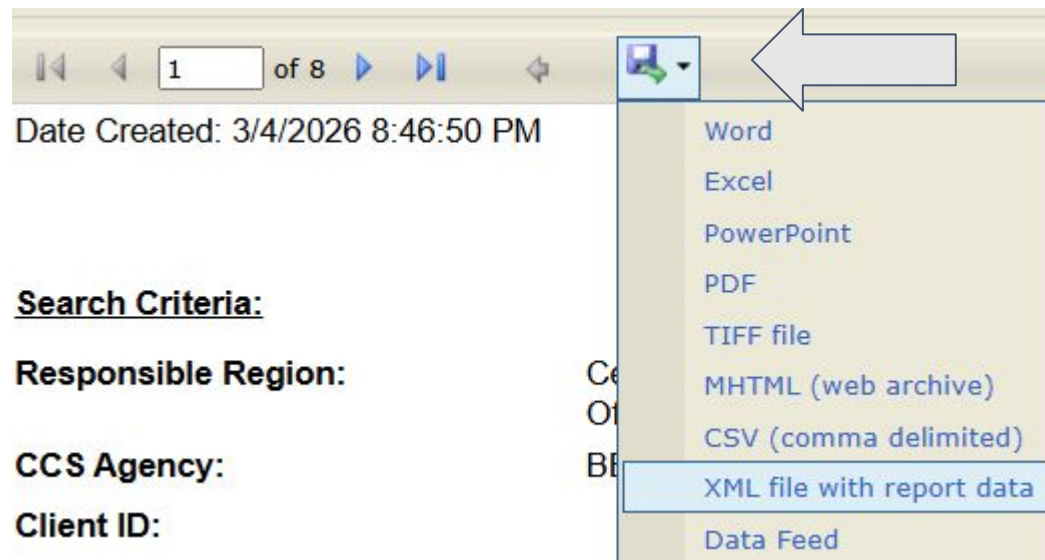 1 of 8
Date Created: 3/4/2026 8:46:50 PM
Word
Excel
PowerPoint
PDF
Search Criteria:
TIFF file
Responsible Region:
MHTML (web archive)
CSV (comma delimited)
CCS Agency:
XML file with report data
Client ID:
Data Feed